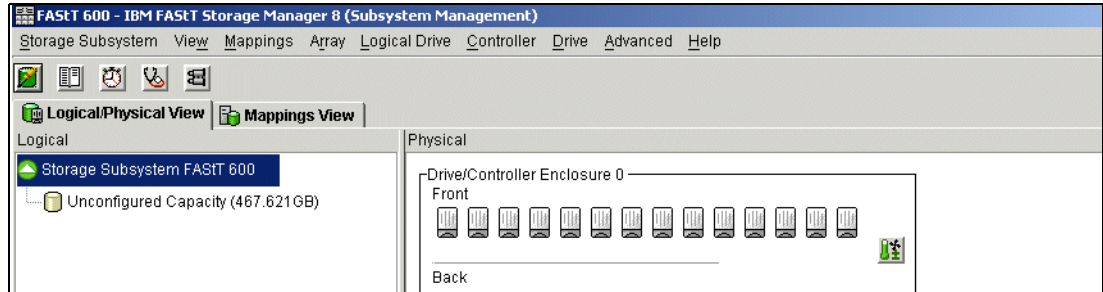 FAStT 600 - IBM FAStT Storage Manager 8 (Subsystem Management)
Storage Subsystem View Mappings Array Logical Drive Controller Drive Advanced Help
Logical/Physical View Mappings View
Logical Physical
Storage Subsystem FAStT 600
Unconfigured Capacity (467.621GB)
Drive/Controller Enclosure 0
Front
Back